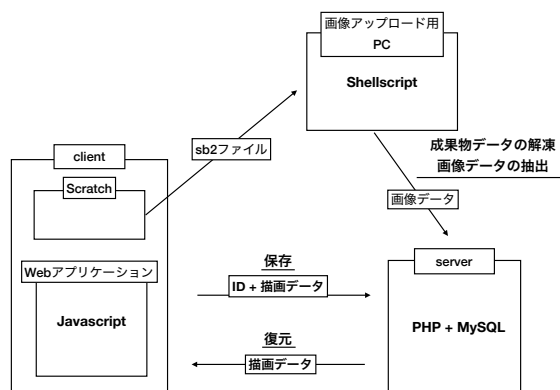 画像アップロード用
PC
Shellscript
sb2ファイル
成果物データの解凍
画像データの抽出
画像データ
client
Scratch
Webアプリケーション
Javascript
保存
ID + 描画データ
復元
描画データ
server
PHP + MySQL